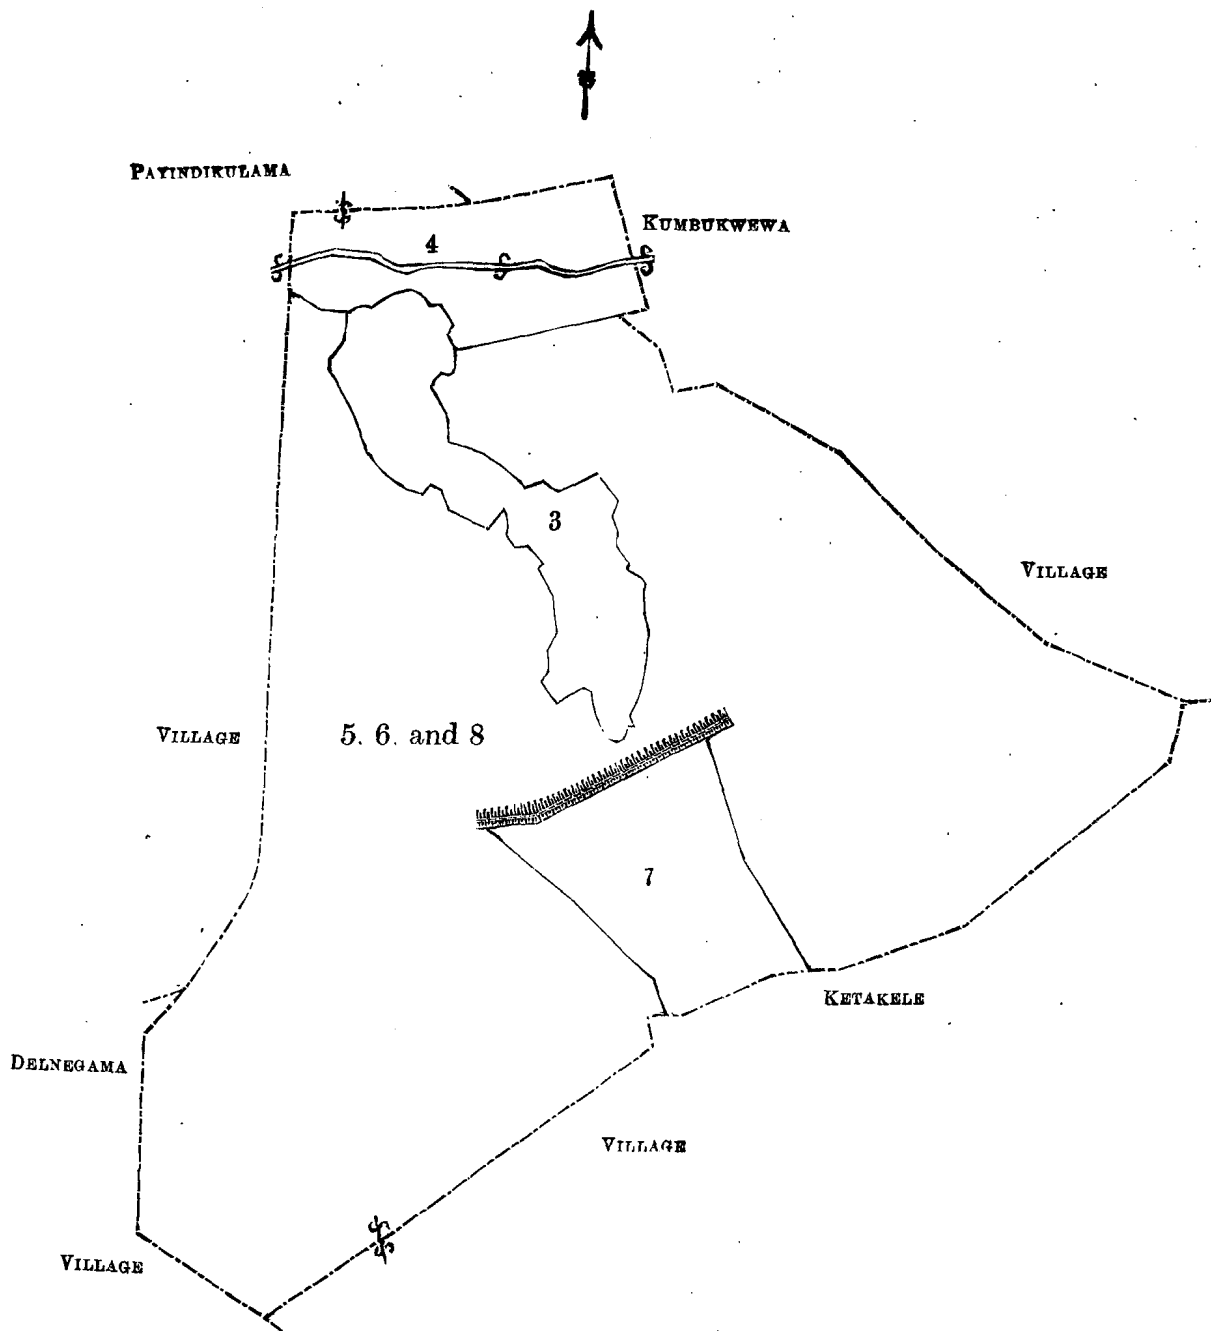 PAYINDIKULAMA
KUMBUKWEWA
4
3
VILLAGE
VILLAGE
5. 6. and 8
7
KETAKELE
DELNEGAMA
VILLAGE
VILLAGE